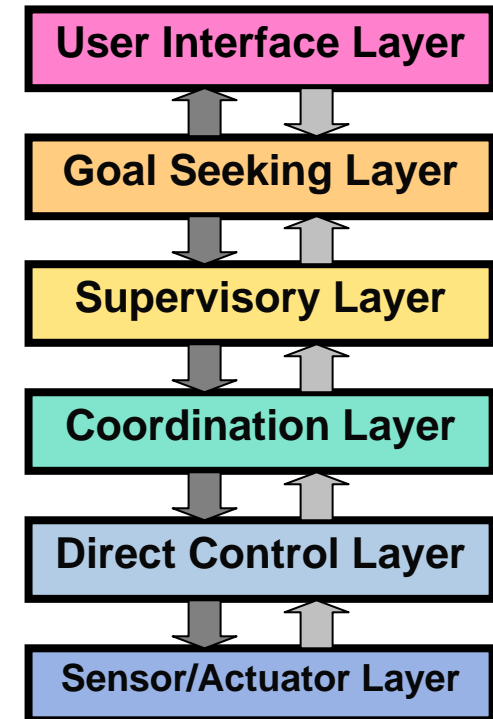 User Interface Layer
Goal Seeking Layer
Supervisory Layer
Coordination Layer
Direct Control Layer
Sensor/Actuator Layer